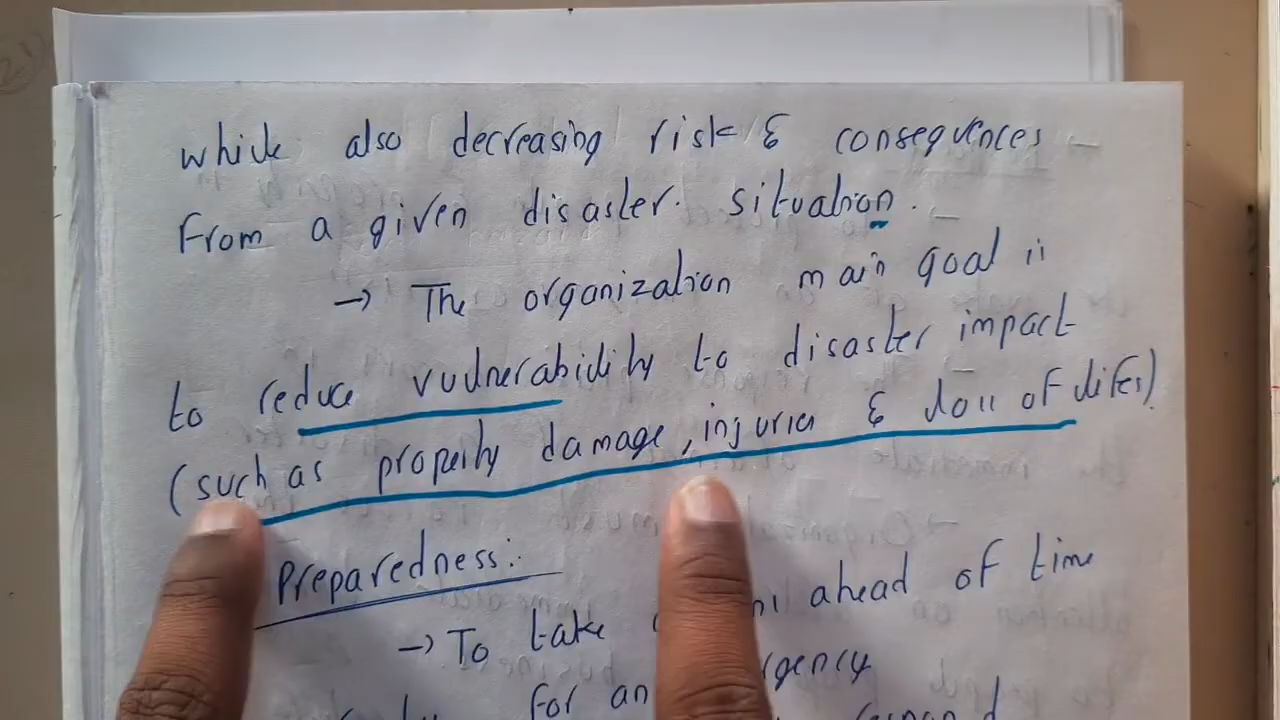 which also decreasing risk & consequences
from a given disaster. situation.
→ The organization main goal is
to reduce vulnerability to disaster impact
(such as property damage, injuries & loss of lifes).
Preparedness:
→ To take ahead of time
for an